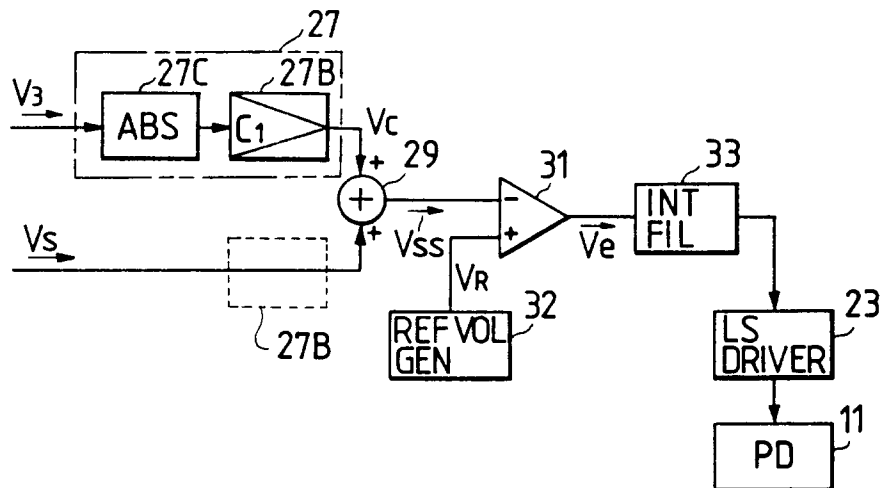 27
27C
27B
V3
ABS
C1
Vc
+
29
+
+
31
33
-
+
INT
FIL
Vs
Vss
Ve
VR
32
27B
REF VOL
GEN
23
LS
DRIVER
11
PD